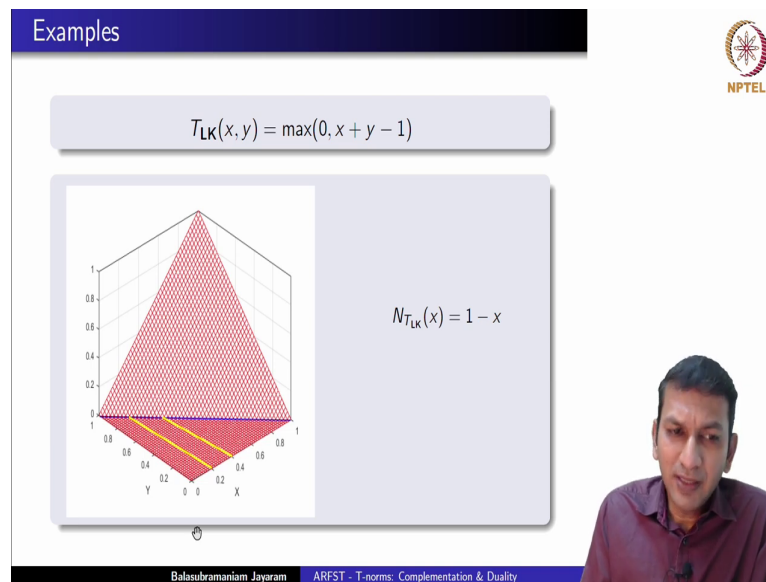 Examples
NPTEL
T_LK(x, y) = max(0, x + y − 1)
1
0.8
0.6
0.4
0.2
0
1
0.8
0.6
0.4
0.2
0
Y
0
0.2
0.4
0.6
0.8
1
X
N_{T_LK}(x) = 1 − x
Balasubramaniam Jayaram ARFST - T-norms: Complementation & Duality